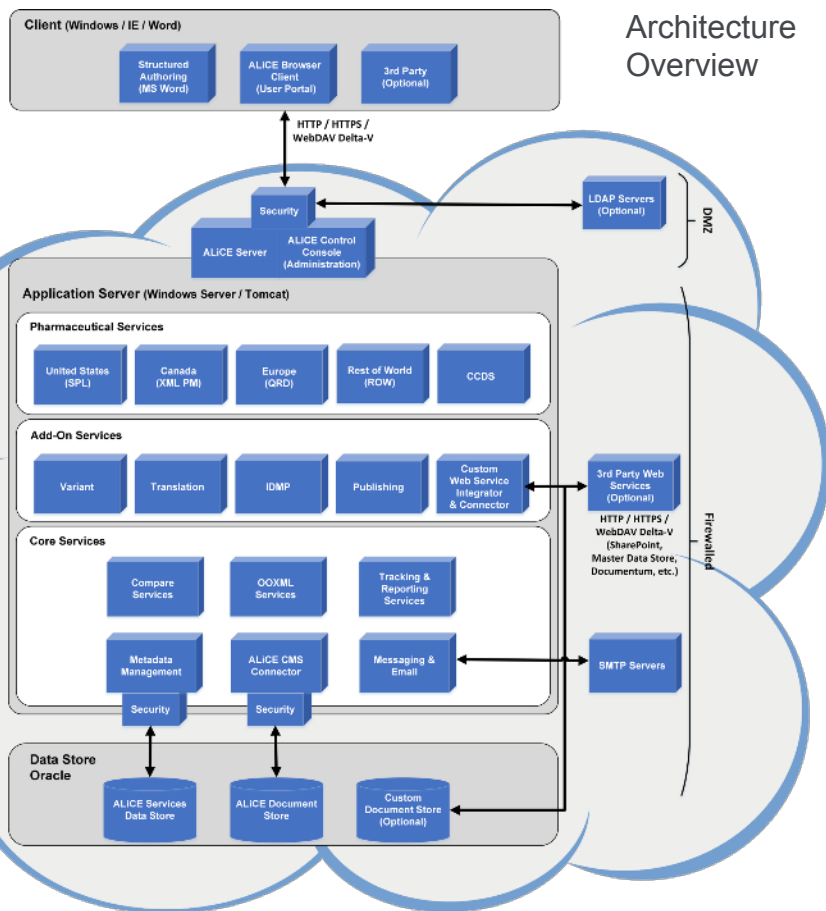 Architecture
Overview
Client (Windows / IE / Word)
Structured
Authoring
(MS Word)
ALiCE Browser
Client
(User Portal)
3rd Party
(Optional)
HTTP / HTTPS /
WebDAV Delta-V
Security
LDAP Servers
(Optional)
DMZ
ALiCE Server
ALiCE Control
Console
(Administration)
Application Server (Windows Server / Tomcat)
Pharmaceutical Services
United States
(SPL)
Canada
(XML PM)
Europe
(QRD)
Rest of World
(ROW)
CCDS
Add-On Services
Variant
Translation
IDMP
Publishing
Custom
Web Service
Integrator
& Connector
3rd Party Web
Services
(Optional)
HTTP / HTTPS /
WebDAV Delta-V
(SharePoint,
Master Data Store,
Documentum, etc.)
Firewalled
Core Services
Compare
Services
OOXML
Services
Tracking &
Reporting
Services
Metadata
Management
ALiCE CMS
Connector
Messaging &
Email
SMTP Servers
Security
Security
Data Store
Oracle
ALiCE Services
Data Store
ALiCE Document
Store
Custom
Document Store
(Optional)